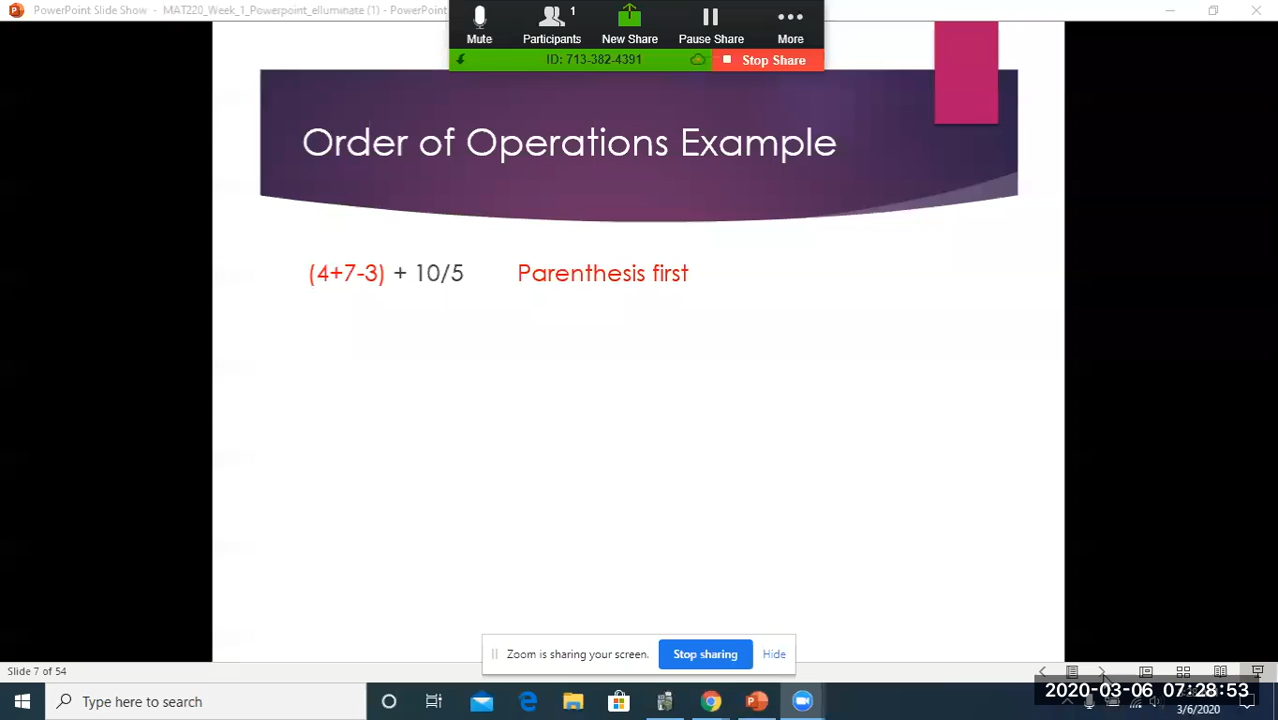 PowerPoint Slide Show - MAT220_Week_1_Powerpoint_elluminate (1) - PowerPoint
1
Mute Participants New Share Pause Share More
ID: 713-382-4391 Stop Share
Order of Operations Example
(4+7-3) + 10/5 Parenthesis first
Zoom is sharing your screen. Stop sharing Hide
Slide 7 of 54
Type here to search
2020-03-06 07:28:53
3/6/2020